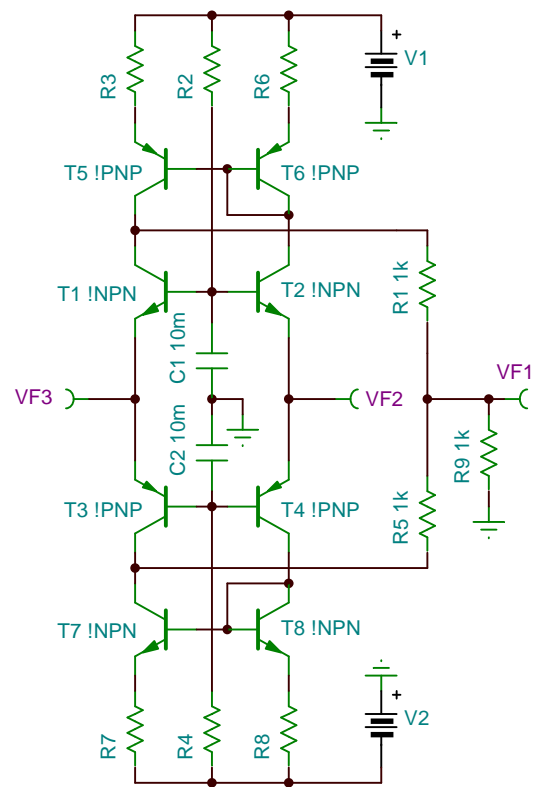 R3
R2
R6
+
V1
T5 !PNP
T6 !PNP
T1 !NPN
T2 !NPN
R1 1k
C1 10m
VF3
VF2
VF1
C2 10m
R9 1k
T3 !PNP
T4 !PNP
R5 1k
T7 !NPN
T8 !NPN
+
V2
R7
R4
R8